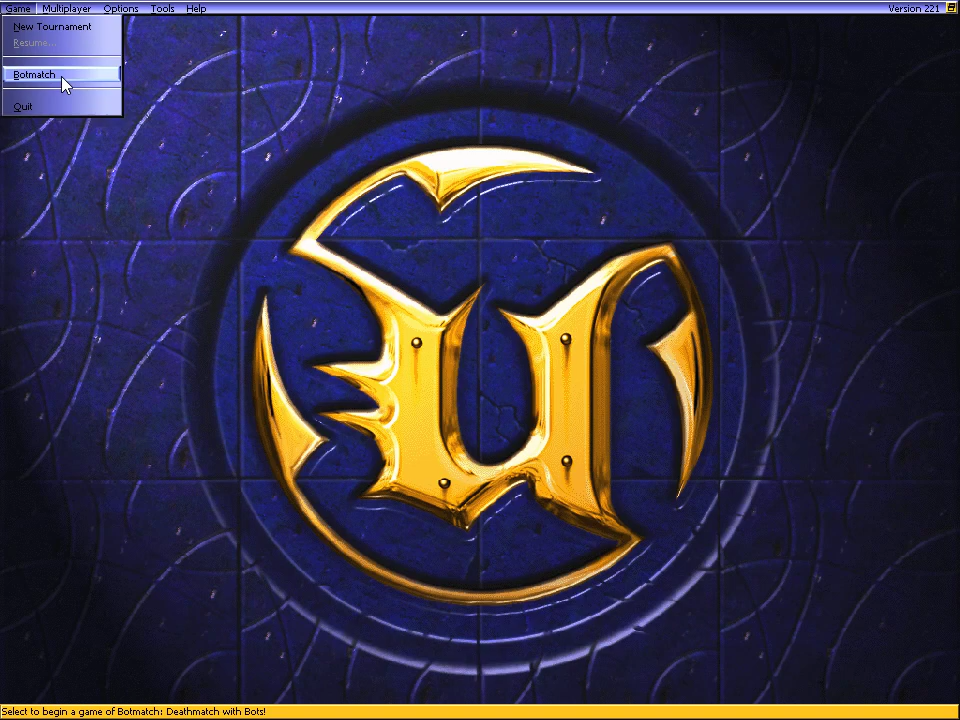 Game Multiplayer Options Tools Help Version 221
New Tournament
Resume...
Botmatch
Quit
Select to begin a game of Botmatch: Deathmatch with Bots!